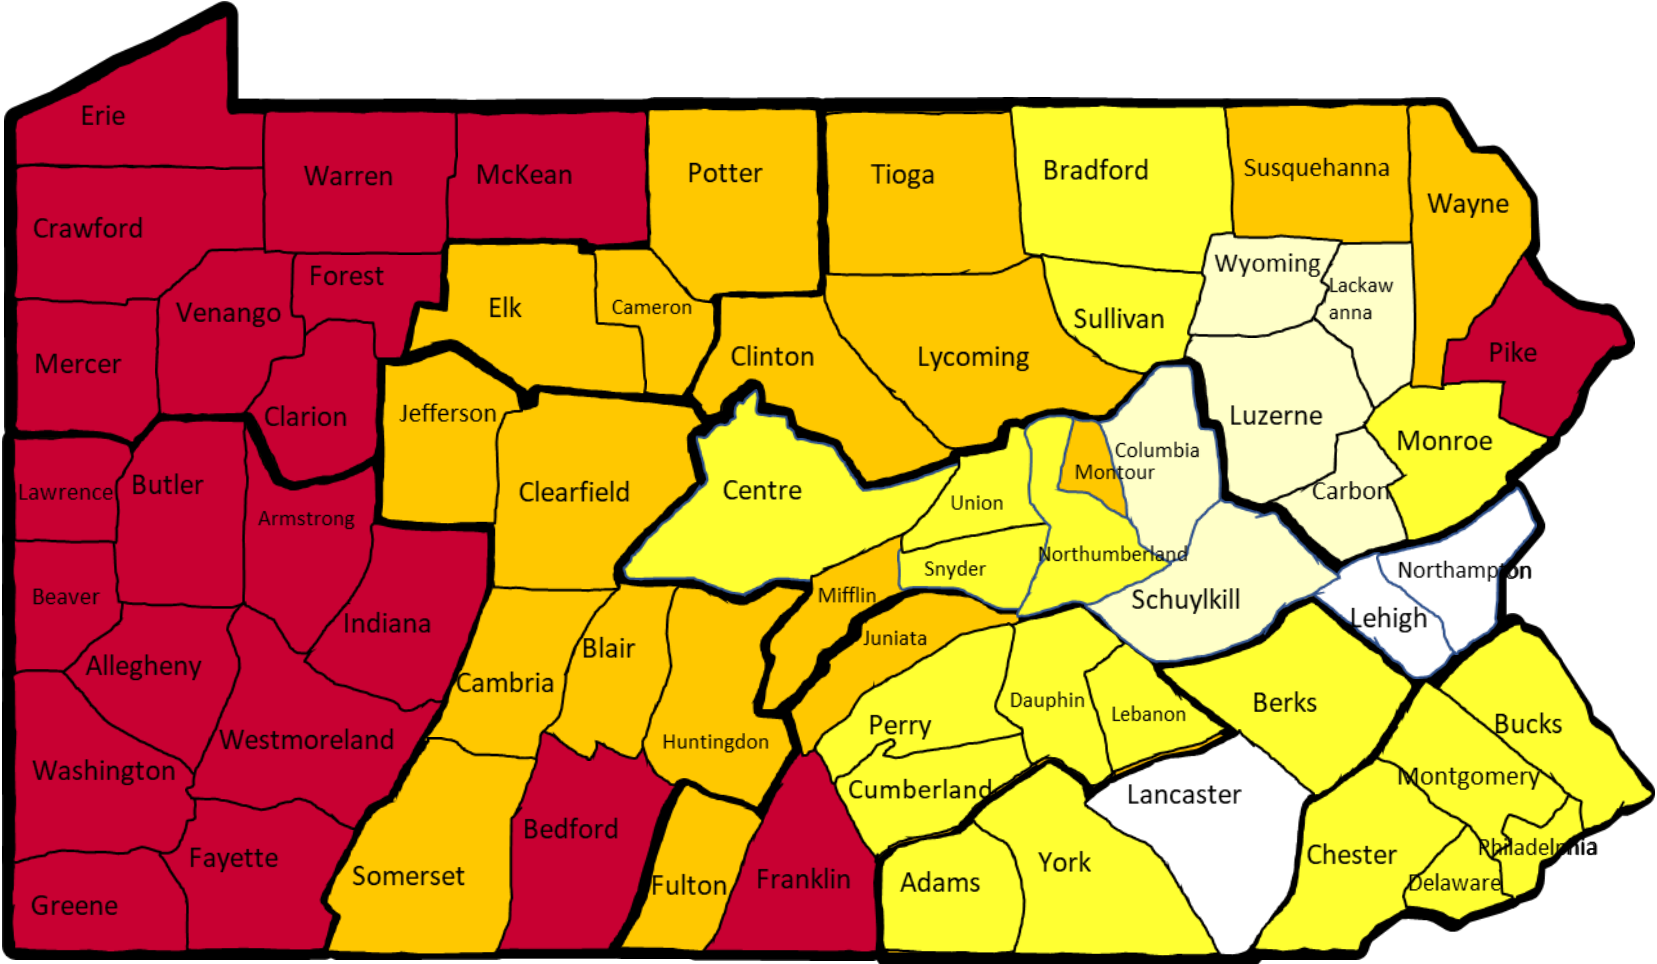 Erie
Warren
McKean
Potter
Tioga
Bradford
Susquehanna
Wayne
Crawford
Forest
Venango
Elk
Cameron
Wyoming
Lackaw
anna
Sullivan
Mercer
Clinton
Lycoming
Pike
Clarion
Jefferson
Luzerne
Monroe
Columbia
Montour
Lawrence
Butler
Armstrong
Clearfield
Centre
Union
Carbon
Northumberland
Snyder
Northampton
Beaver
Indiana
Mifflin
Schuylkill
Lehigh
Allegheny
Blair
Juniata
Cambria
Westmoreland
Huntingdon
Perry
Dauphin
Lebanon
Berks
Bucks
Washington
Cumberland
Lancaster
Montgomery
Bedford
Fayette
Somerset
Fulton
Franklin
Adams
York
Chester
Philadelphia
Delaware
Greene